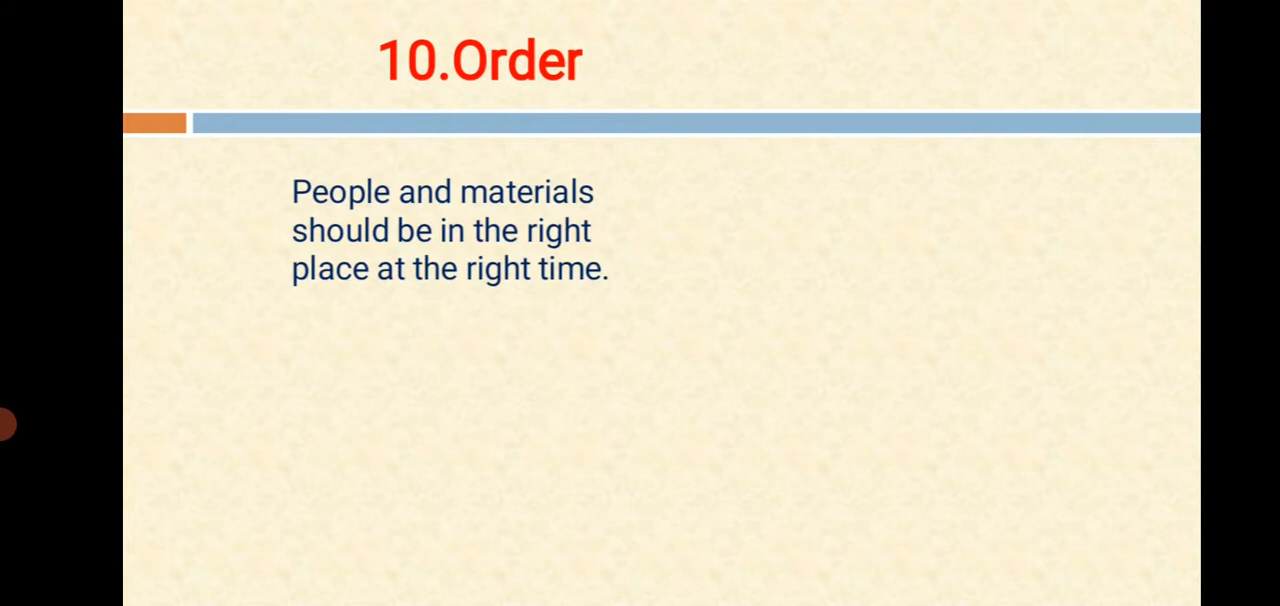 10.Order
People and materials
should be in the right
place at the right time.